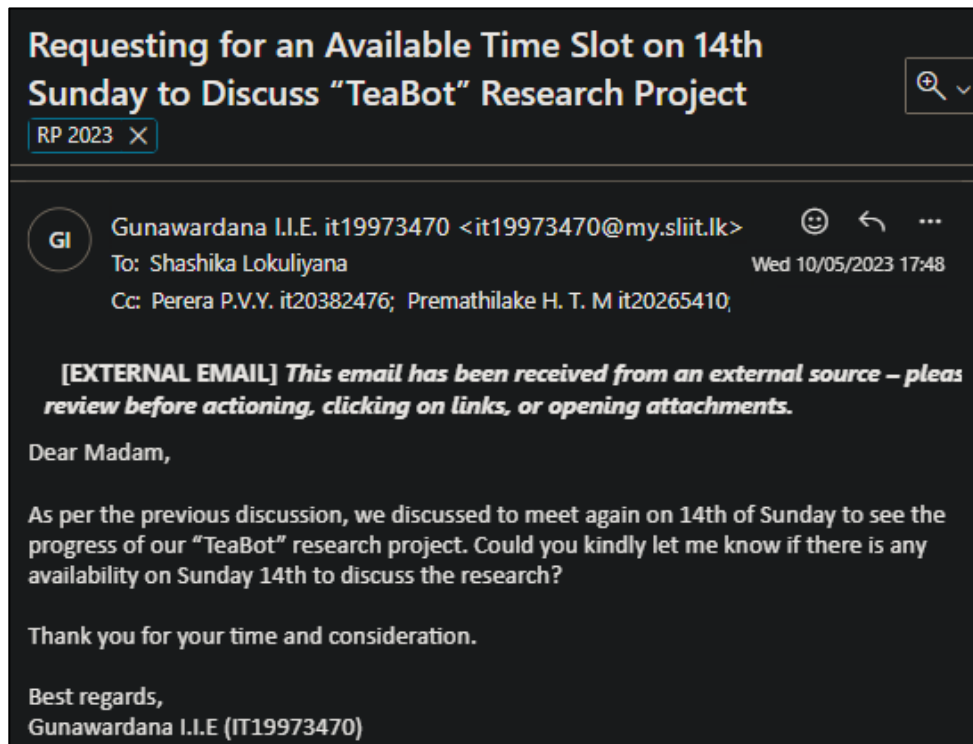 Requesting for an Available Time Slot on 14th
Sunday to Discuss “TeaBot” Research Project
RP 2023
GI
Gunawardana I.I.E. it19973470 <it19973470@my.sliit.lk>
To: Shashika Lokuliyana
Wed 10/05/2023 17:48
Cc: Perera P.V.Y. it20382476; Premathilake H. T. M it20265410;
[EXTERNAL EMAIL] This email has been received from an external source – pleas
review before actioning, clicking on links, or opening attachments.
Dear Madam,
As per the previous discussion, we discussed to meet again on 14th of Sunday to see the
progress of our “TeaBot” research project. Could you kindly let me know if there is any
availability on Sunday 14th to discuss the research?
Thank you for your time and consideration.
Best regards,
Gunawardana I.I.E (IT19973470)